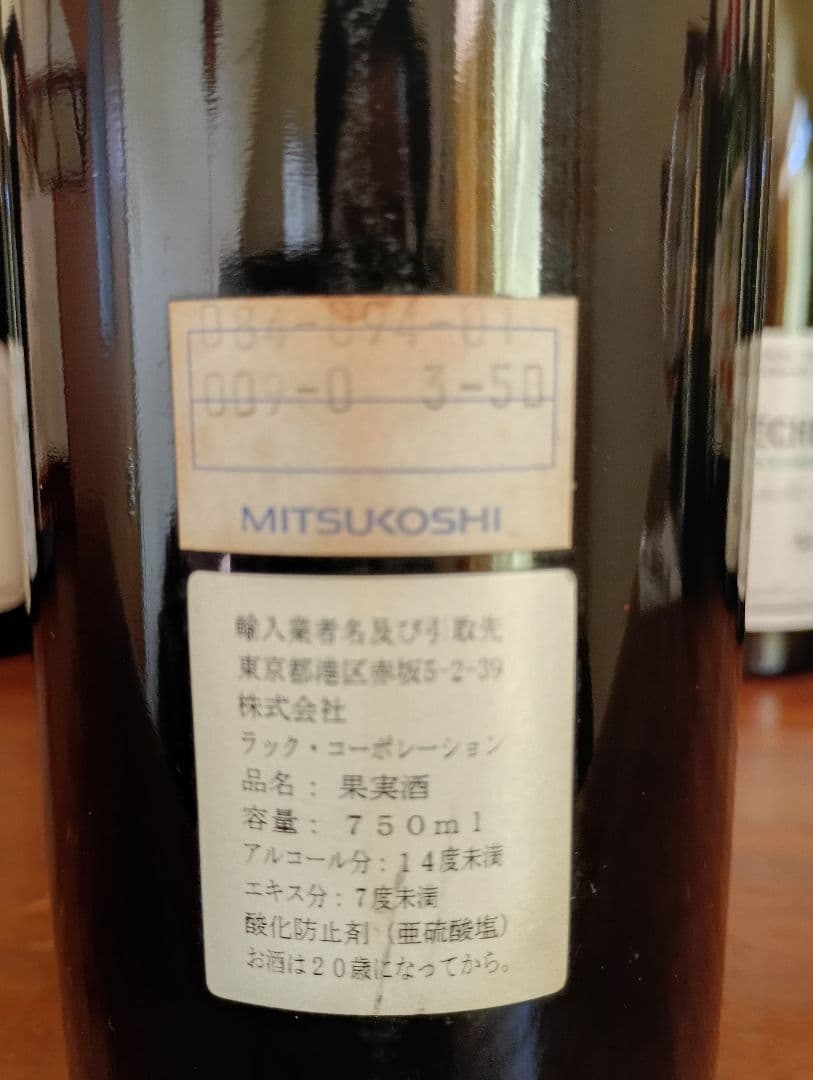 084-894-01
009-0 3-50
MITSUKOSHI
輸入業者名及び引取先
東京都港区赤坂5-2-39
株式会社
ラック・コーポレーション
品名：果実酒
容量：750ml
アルコール分：14度未満
エキス分：7度未満
酸化防止剤（亜硫酸塩）
お酒は20歳になってから。